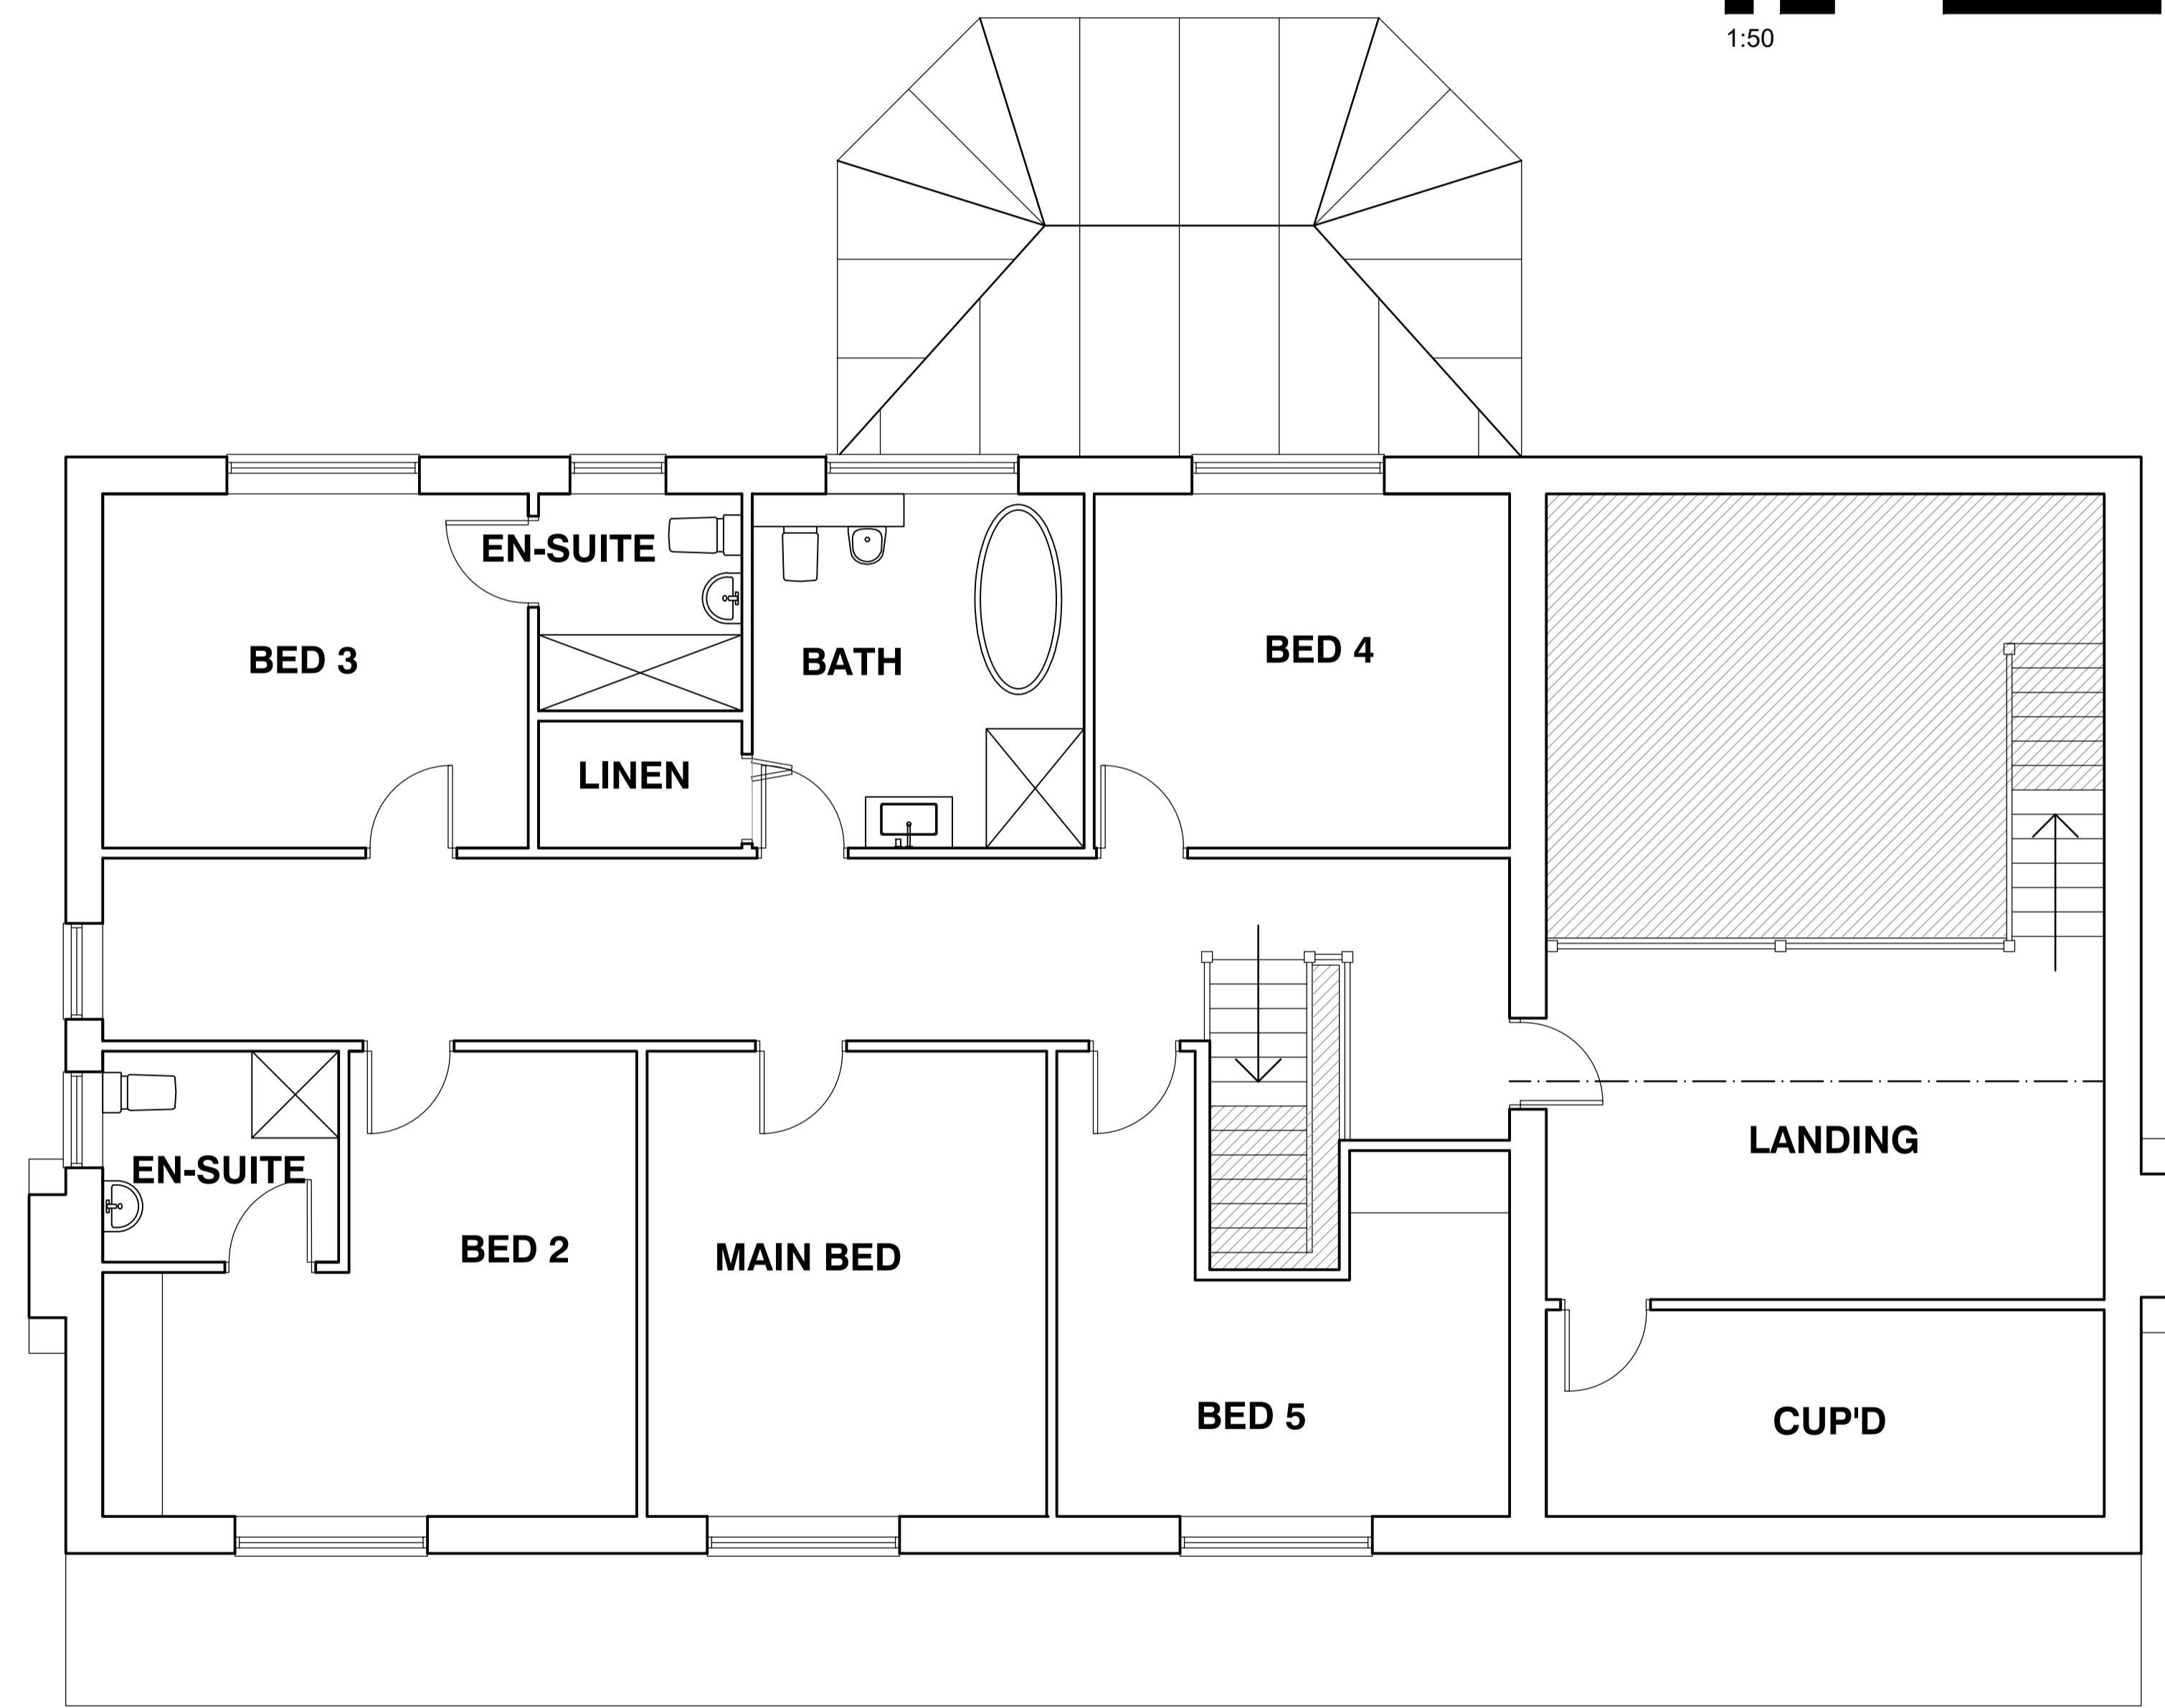 1:50
EN-SUITE
BED 3
BATH
BED 4
LINEN
LANDING
EN-SUITE
BED 2
MAIN BED
BED 5
CUP'D